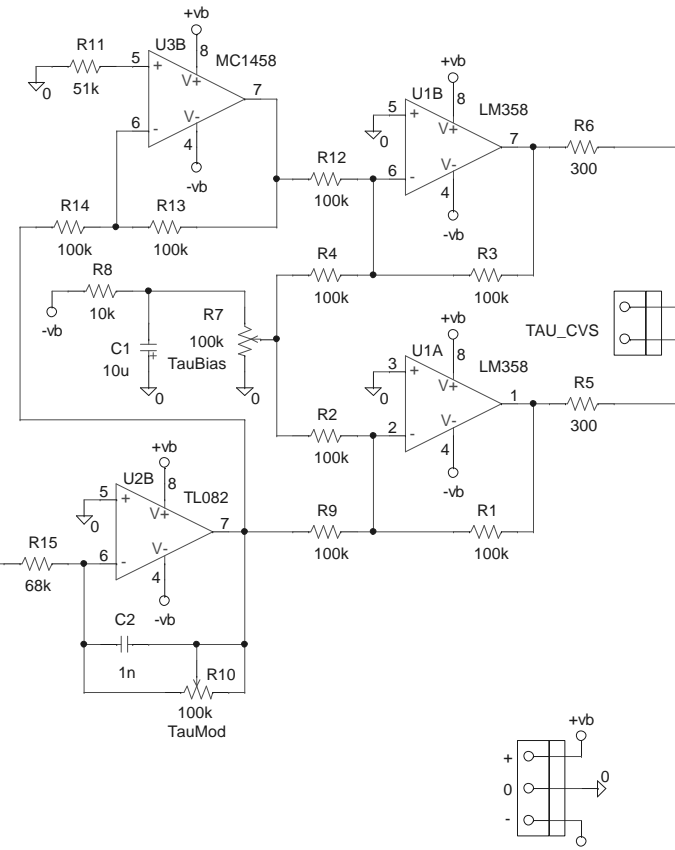 +vb
U3B
8
MC1458
R11
5
+
V+
7
0
51k
V-
6
-
4
-vb
+vb
U1B
8
LM358
5
+
V+
7
R6
0
300
R12
V-
6
-
100k
4
-vb
R14
R13
100k
100k
R4
R3
100k
100k
R8
-vb
10k
R7
100k
TauBias
C1
10u
0
0
+vb
U1A
8
LM358
TAU_CVS
3
+
V+
1
R5
0
300
R2
V-
2
-
100k
4
-vb
+vb
U2B
8
TL082
5
+
V+
7
0
R9
R1
100k
100k
R15
V-
6
-
68k
4
-vb
C2
1n
R10
100k
TauMod
+vb
+
0
0
-